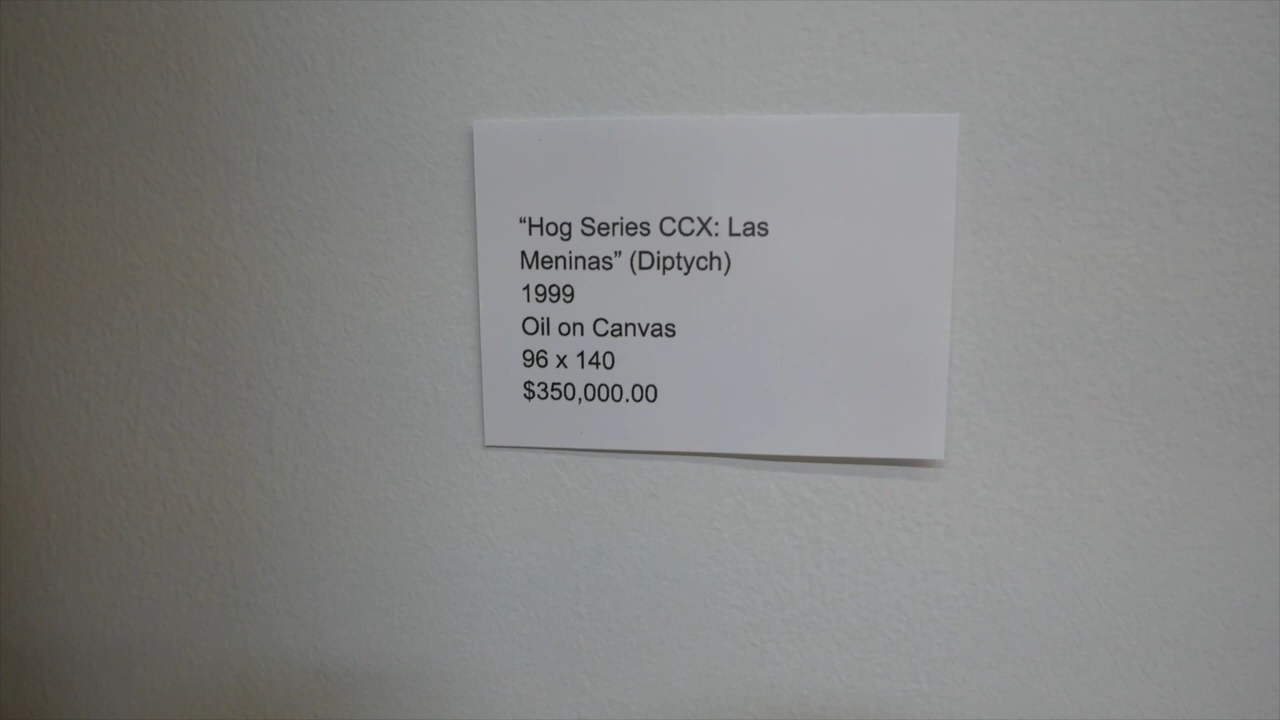 “Hog Series CCX: Las
Meninas” (Diptych)
1999
Oil on Canvas
96 x 140
$350,000.00